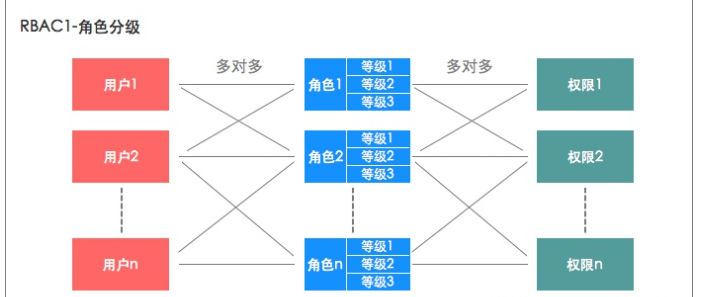 RBAC1-角色分级
多对多
多对多
用户1
角色1
等级1
等级2
等级3
权限1
用户2
角色2
等级1
等级2
等级3
权限2
用户n
角色n
等级1
等级2
等级3
权限n